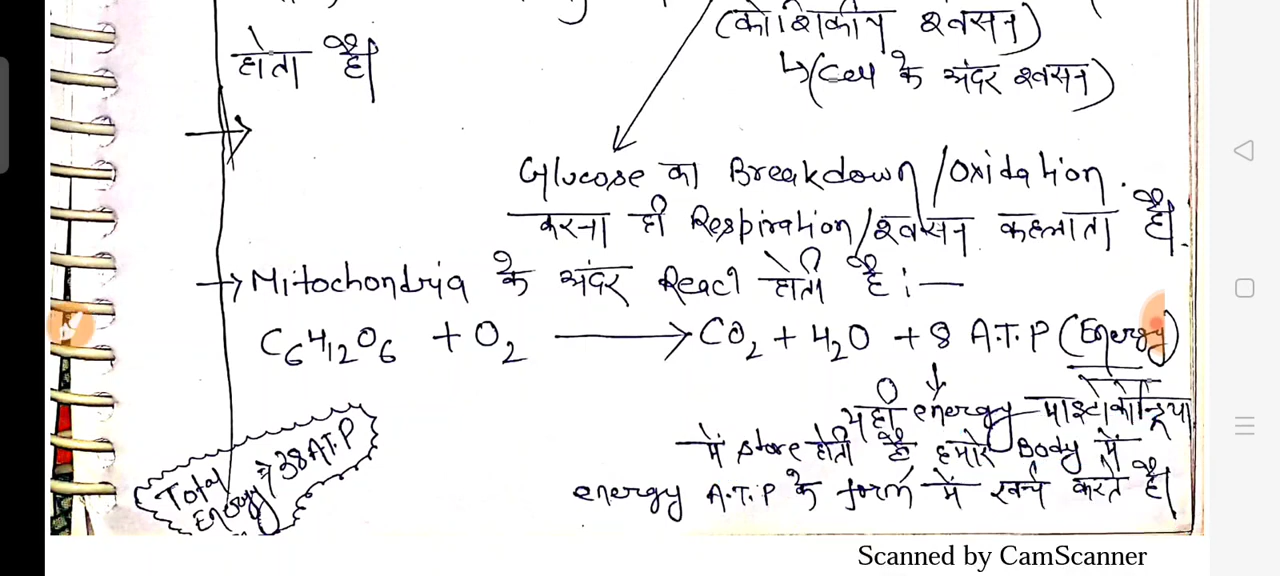 (कोशिकीय श्वसन)
होता है।
↳(Cell के अंदर श्वसन)
Glucose का Breakdown/Oxidation.
करना ही Respiration/श्वसन कहलाता है।
→ Mitochondria के अंदर React होती है :—
C6H12O6 + O2 ⟶ CO2 + H2O + 8 A.T.P (Energy)
यहाँ energy माइटोकोन्ड्रिया
में store होती है हमारे Body में
energy A.T.P के form में खर्च करते है।
Total
Energy ⇒ 38 A.T.P
Scanned by CamScanner